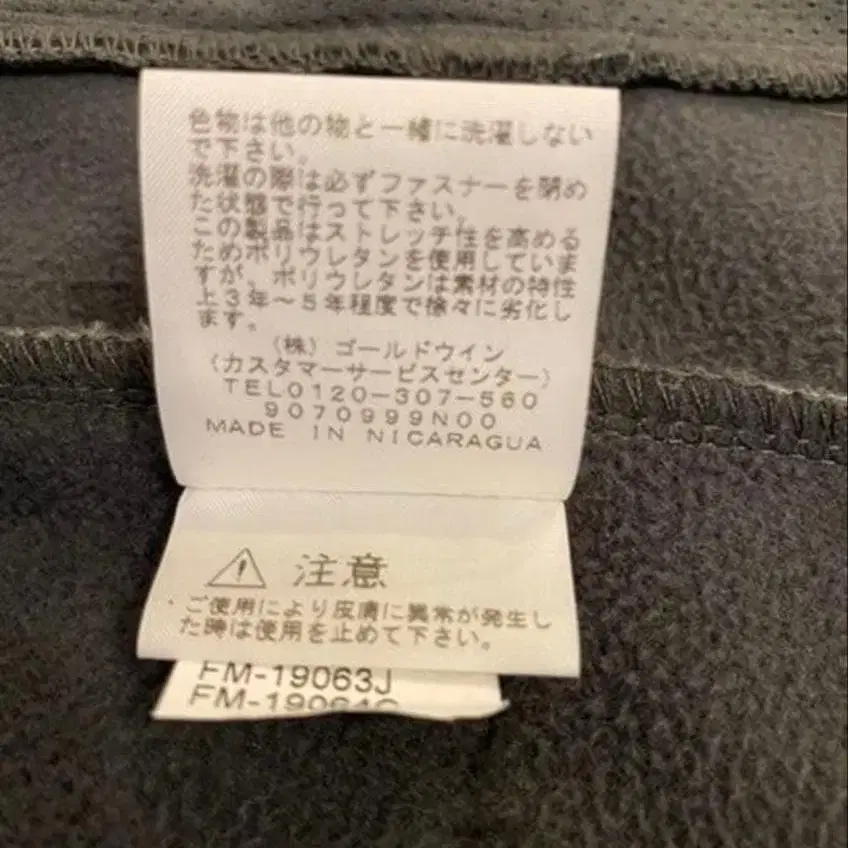 色物は他の物と一緒に洗濯しない
で下さい。
洗濯の際は必ずファスナーを閉め
た状態で行って下さい。
この製品はストレッチ性を高める
ためポリウレタンを使用していま
すが、ポリウレタンは素材の特性
上3年～5年程度で徐々に劣化し
ます。
(株)ゴールドウイン
(カスタマーサービスセンター)
TEL0120-307-560
9070999N00
MADE IN NICARAGUA
注意
・ご使用により皮膚に異常が発生し
た時は使用を止めて下さい。
FM-19063J